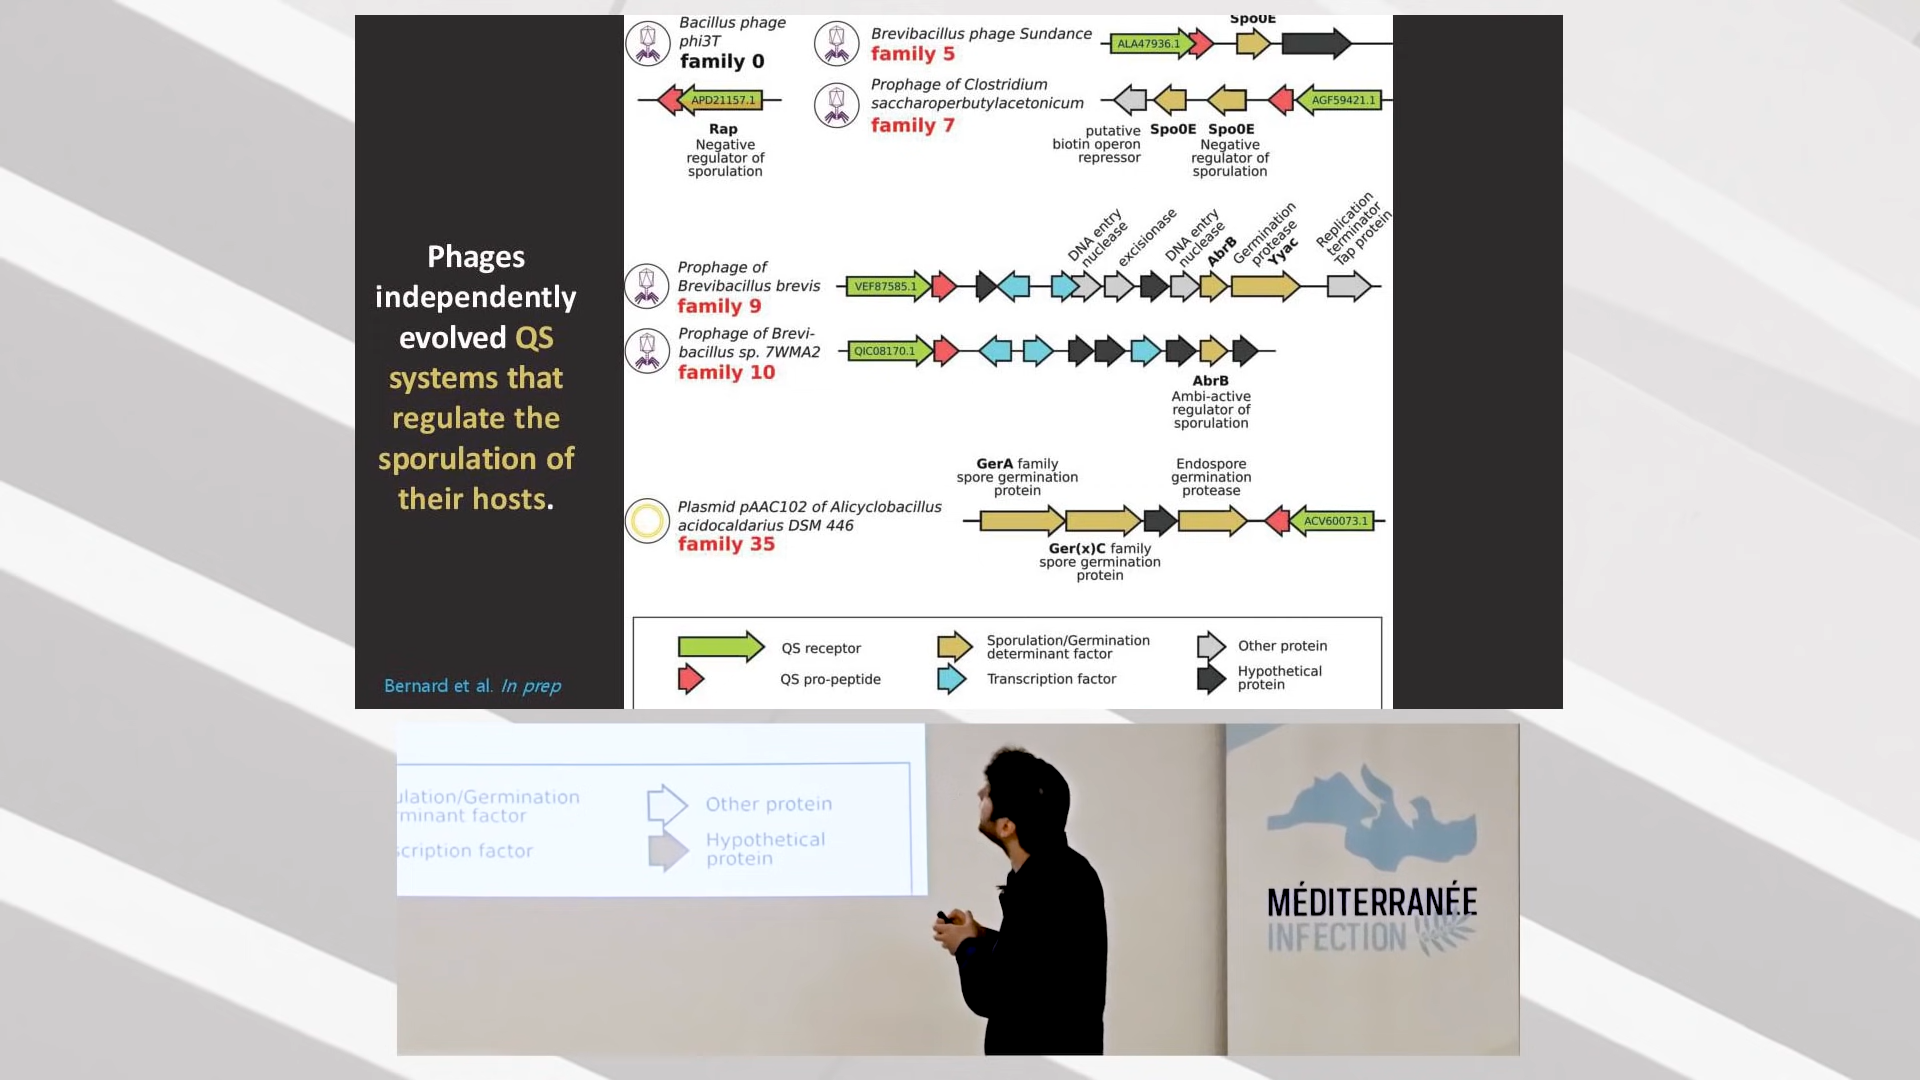 Phages
independently
evolved QS
systems that
regulate the
sporulation of
their hosts.
Bernard et al. In prep
Bacillus phage
phi3T
family 0
APD21157.1
Rap
Negative
regulator of
sporulation
Brevibacillus phage Sundance
family 5
ALA47936.1
Spo0E
Prophage of Clostridium
saccharoperbutylacetonicum
family 7
AGF59421.1
putative
biotin operon
repressor
Spo0E
Spo0E
Negative
regulator of
sporulation
Prophage of
Brevibacillus brevis
family 9
VEF87585.1
DNA entry
nuclease
excisionase
DNA entry
nuclease
AbrB
Germination
protease
Yyac
Replication
terminator
Tap protein
Prophage of Brevi-
bacillus sp. 7WMA2
family 10
QIC08170.1
AbrB
Ambi-active
regulator of
sporulation
Plasmid pAAC102 of Alicyclobacillus
acidocaldarius DSM 446
family 35
GerA family
spore germination
protein
Endospore
germination
protease
ACV60073.1
Ger(x)C family
spore germination
protein
QS receptor
QS pro-peptide
Sporulation/Germination
determinant factor
Transcription factor
Other protein
Hypothetical
protein
ulation/Germination
rminant factor
scription factor
Other protein
Hypothetical
protein
MÉDITERRANÉE
INFECTION